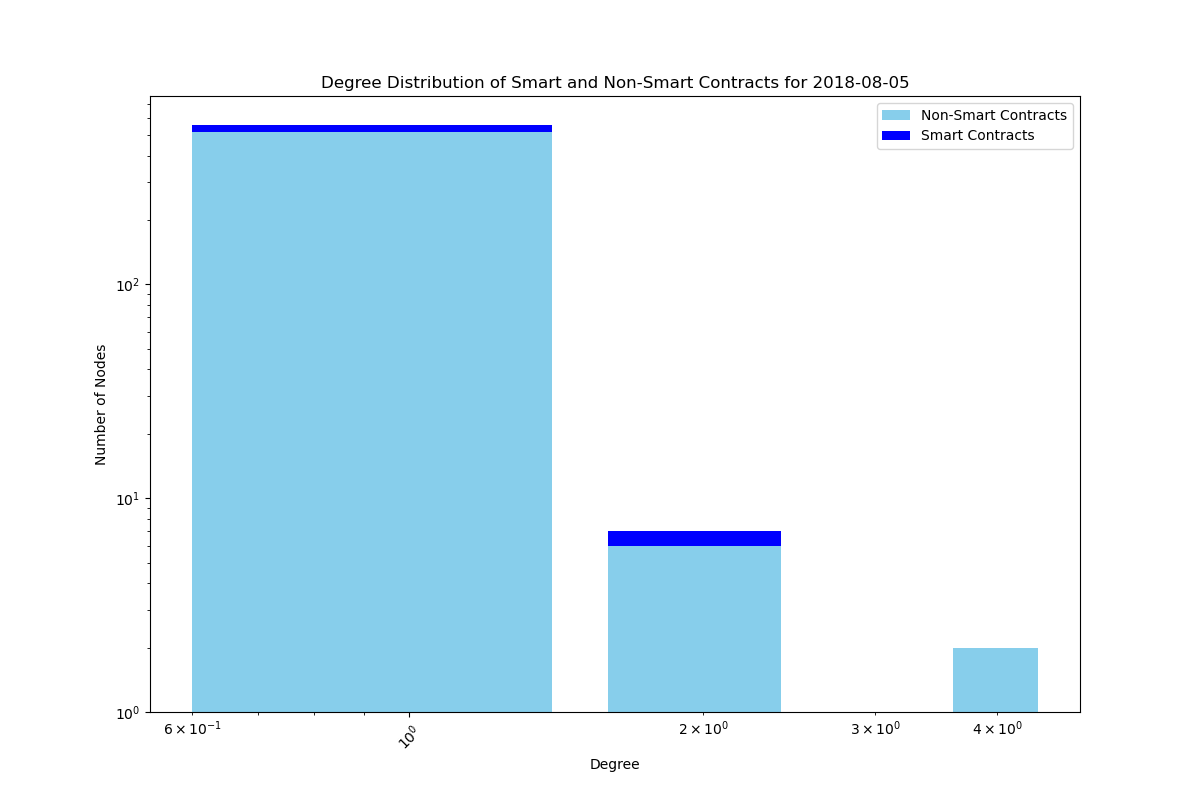 Degree Distribution of Smart and Non-Smart Contracts for 2018-08-05
Non-Smart Contracts
Smart Contracts
Number of Nodes
10²
10¹
10⁰
6 × 10⁻¹
10⁰
2 × 10⁰
3 × 10⁰
4 × 10⁰
Degree